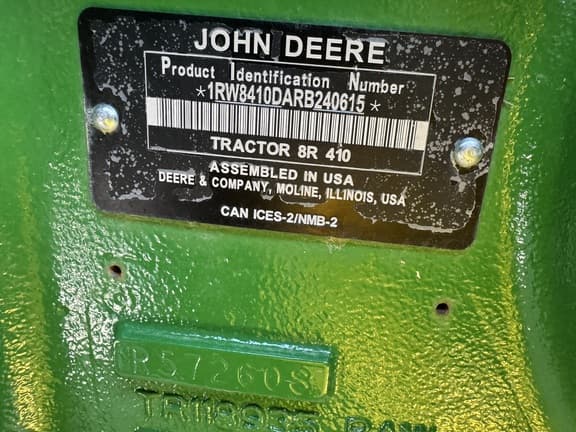 JOHN DEERE
Product Identification Number
*1RW8410DARB240615*
TRACTOR 8R 410
ASSEMBLED IN USA
DEERE & COMPANY, MOLINE, ILLINOIS, USA
CAN ICES-2/NMB-2
R572608